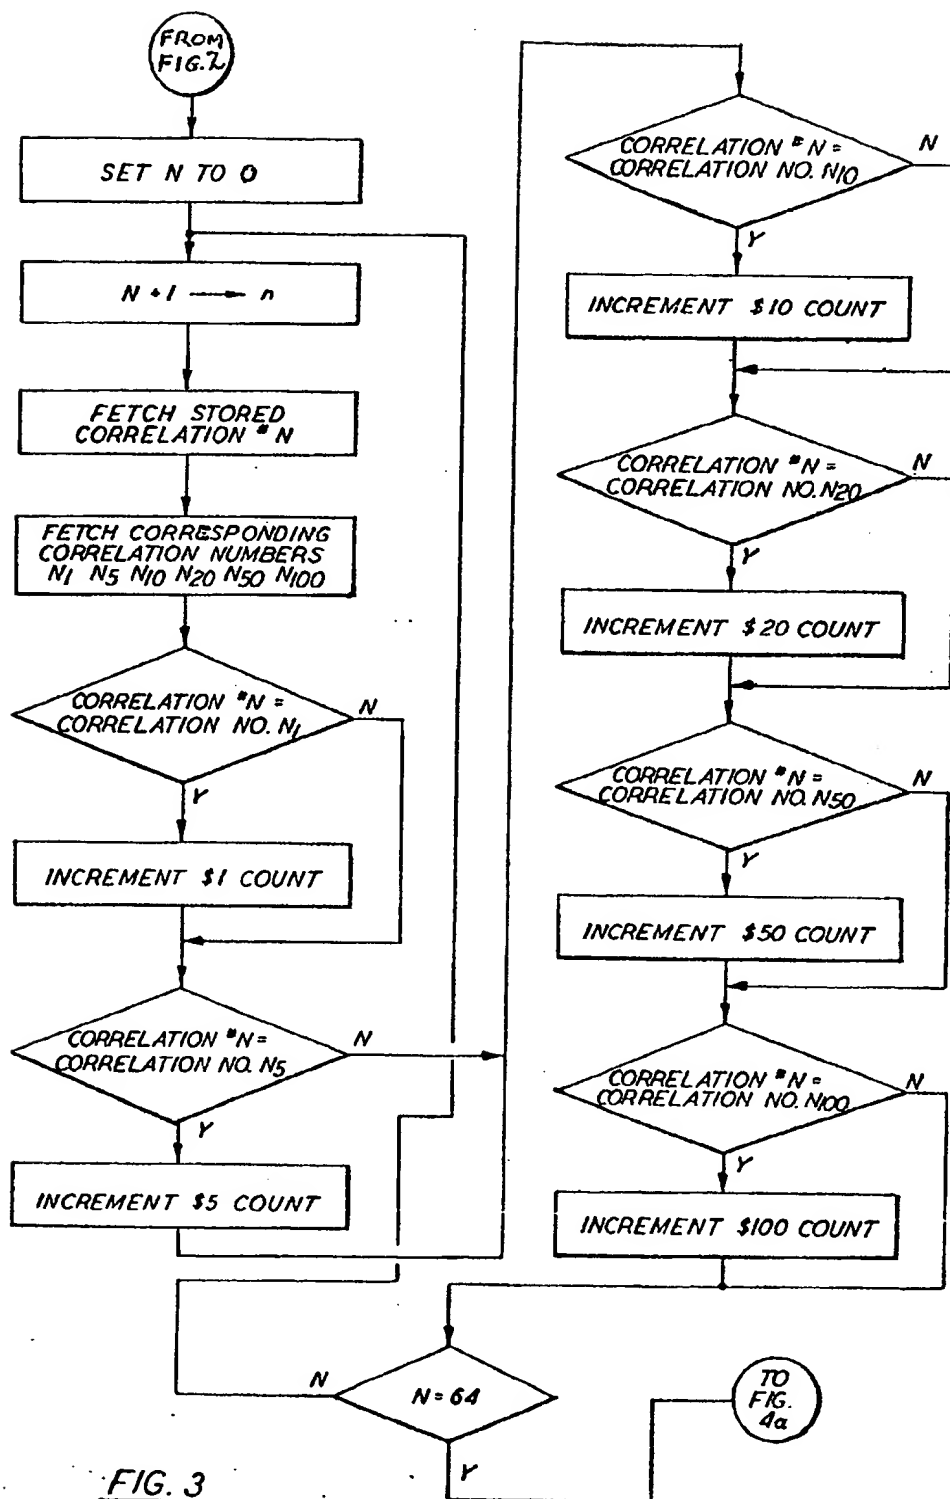 FROM
FIG. 2
SET N TO 0
N + 1 → n
FETCH STORED
CORRELATION # N
FETCH CORRESPONDING
CORRELATION NUMBERS
N1 N5 N10 N20 N50 N100
CORRELATION # N =
CORRELATION NO. N1
N
Y
INCREMENT $1 COUNT
CORRELATION # N =
CORRELATION NO. N5
N
Y
INCREMENT $5 COUNT
CORRELATION # N =
CORRELATION NO. N10
N
Y
INCREMENT $10 COUNT
CORRELATION # N =
CORRELATION NO. N20
N
Y
INCREMENT $20 COUNT
CORRELATION # N =
CORRELATION NO. N50
N
Y
INCREMENT $50 COUNT
CORRELATION # N =
CORRELATION NO. N100
N
Y
INCREMENT $100 COUNT
N
N = 64
Y
TO
FIG.
4a
FIG. 3